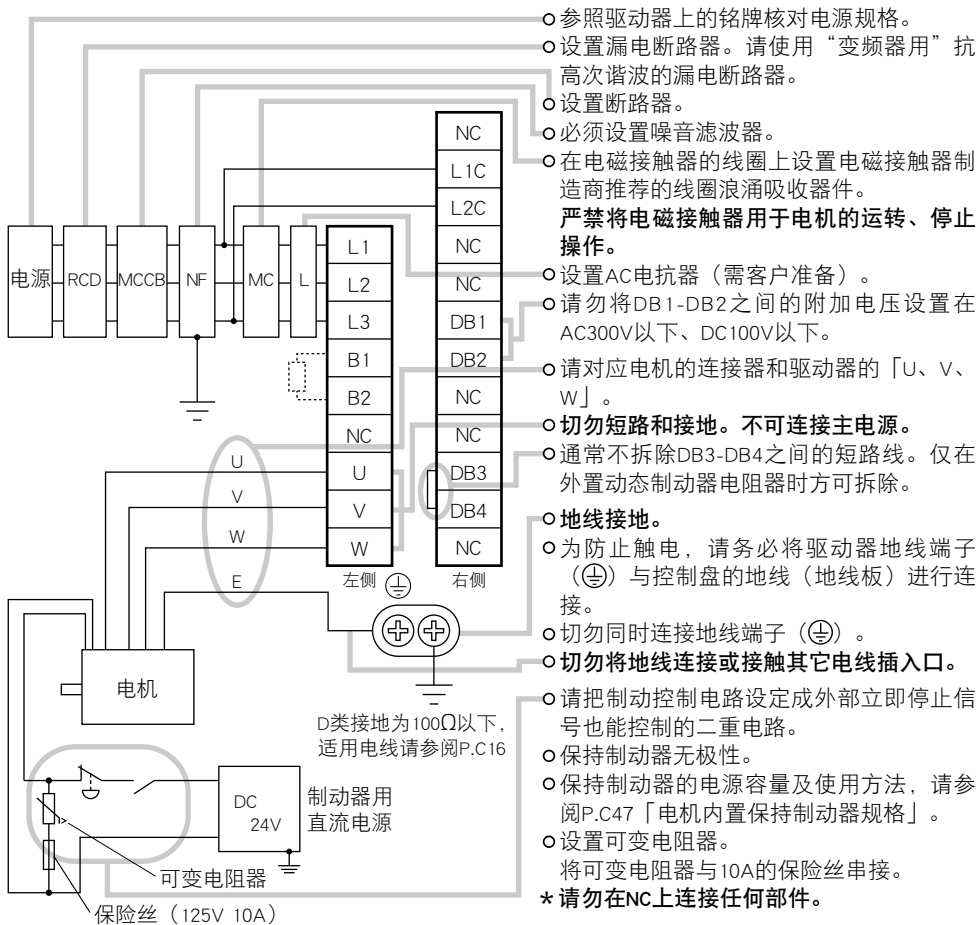 参照驱动器上的铭牌核对电源规格。
设置漏电断路器。请使用“变频器用”抗
高次谐波的漏电断路器。
设置断路器。
必须设置噪音滤波器。
在电磁接触器的线圈上设置电磁接触器制
造商推荐的线圈浪涌吸收器件。
严禁将电磁接触器用于电机的运转、停止
操作。
设置AC电抗器（需客户准备）。
请勿将DB1-DB2之间的附加电压设置在
AC300V以下、DC100V以下。
请对应电机的连接器和驱动器的「U、V、
W」。
切勿短路和接地。不可连接主电源。
通常不拆除DB3-DB4之间的短路线。仅在
外置动态制动器电阻器时方可拆除。
地线接地。
为防止触电，请务必将驱动器地线端子
（⏚）与控制盘的地线（地线板）进行连
接。
切勿同时连接地线端子（⏚）。
切勿将地线连接或接触其它电线插入口。
请把制动控制电路设定成外部立即停止信
号也能控制的二重电路。
保持制动器无极性。
保持制动器的电源容量及使用方法，请参
阅P.C47「电机内置保持制动器规格」。
设置可变电阻器。
将可变电阻器与10A的保险丝串接。
*请勿在NC上连接任何部件。
电源
RCD
MCCB
NF
MC
L
L1
L2
L3
B1
B2
NC
U
V
W
左侧
NC
L1C
L2C
NC
NC
DB1
DB2
NC
NC
DB3
DB4
NC
右侧
U
V
W
E
电机
D类接地为100Ω以下，
适用电线请参阅P.C16
DC
24V
制动器用
直流电源
可变电阻器
保险丝（125V 10A）